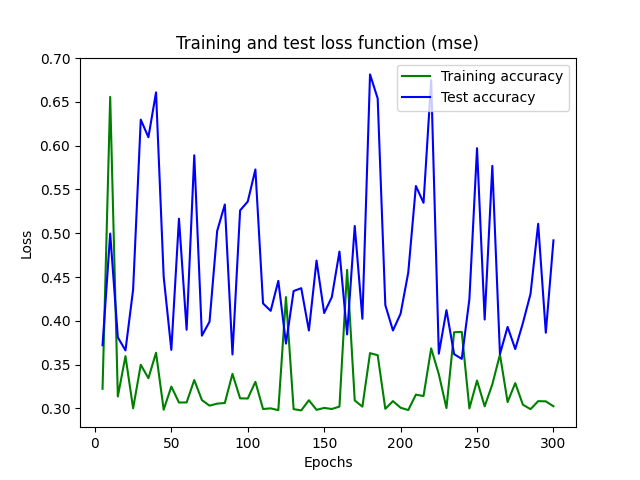 Training and test loss function (mse)
Training accuracy
Test accuracy
0.70
0.65
0.60
0.55
0.50
0.45
0.40
0.35
0.30
Loss
0 50 100 150 200 250 300
Epochs